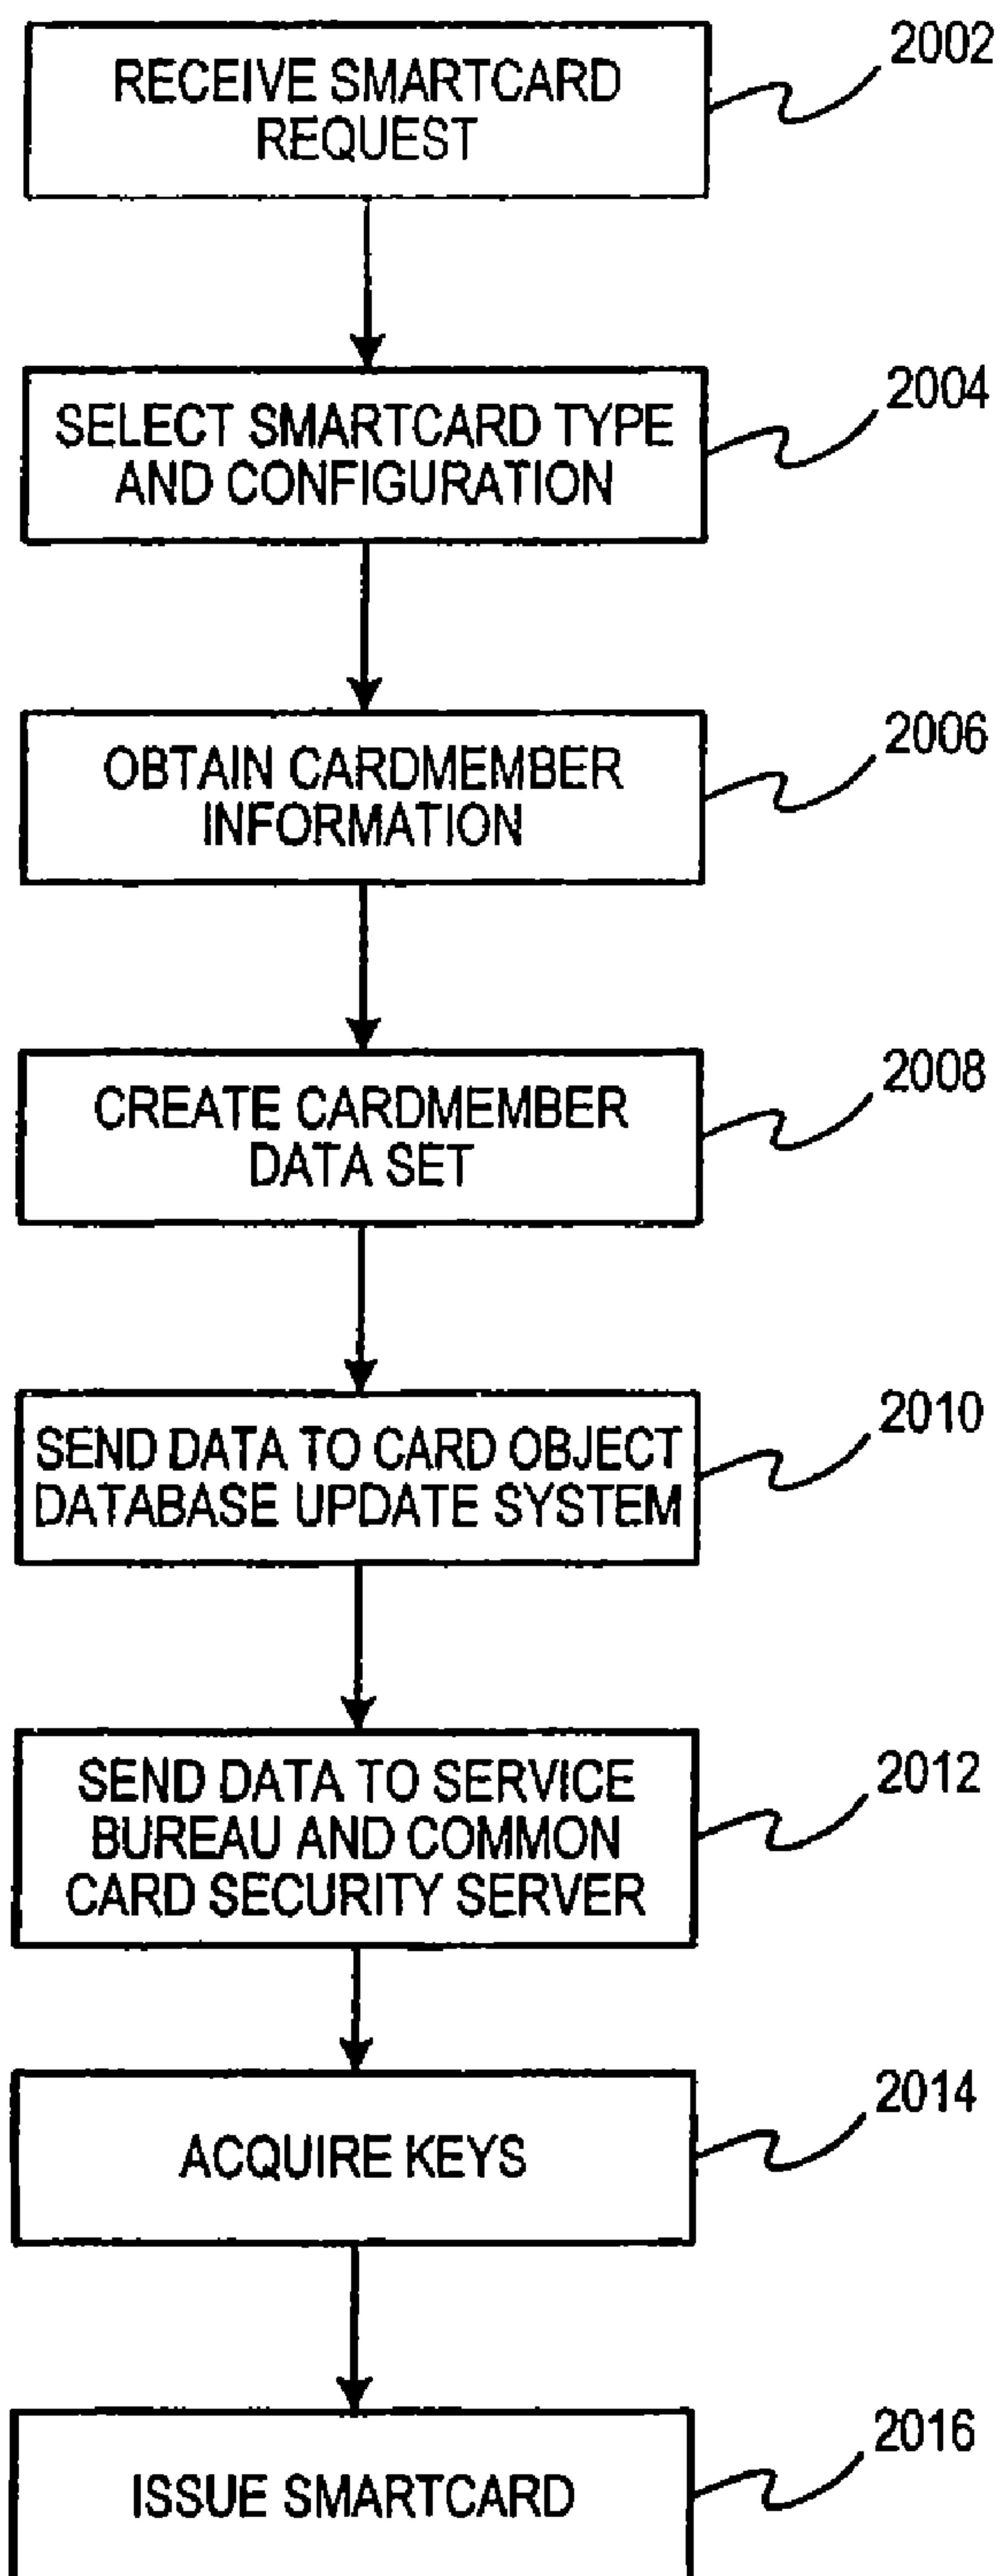 RECEIVE SMARTCARD
REQUEST
2002
SELECT SMARTCARD TYPE
AND CONFIGURATION
2004
OBTAIN CARDMEMBER
INFORMATION
2006
CREATE CARDMEMBER
DATA SET
2008
SEND DATA TO CARD OBJECT
DATABASE UPDATE SYSTEM
2010
SEND DATA TO SERVICE
BUREAU AND COMMON
CARD SECURITY SERVER
2012
ACQUIRE KEYS
2014
ISSUE SMARTCARD
2016